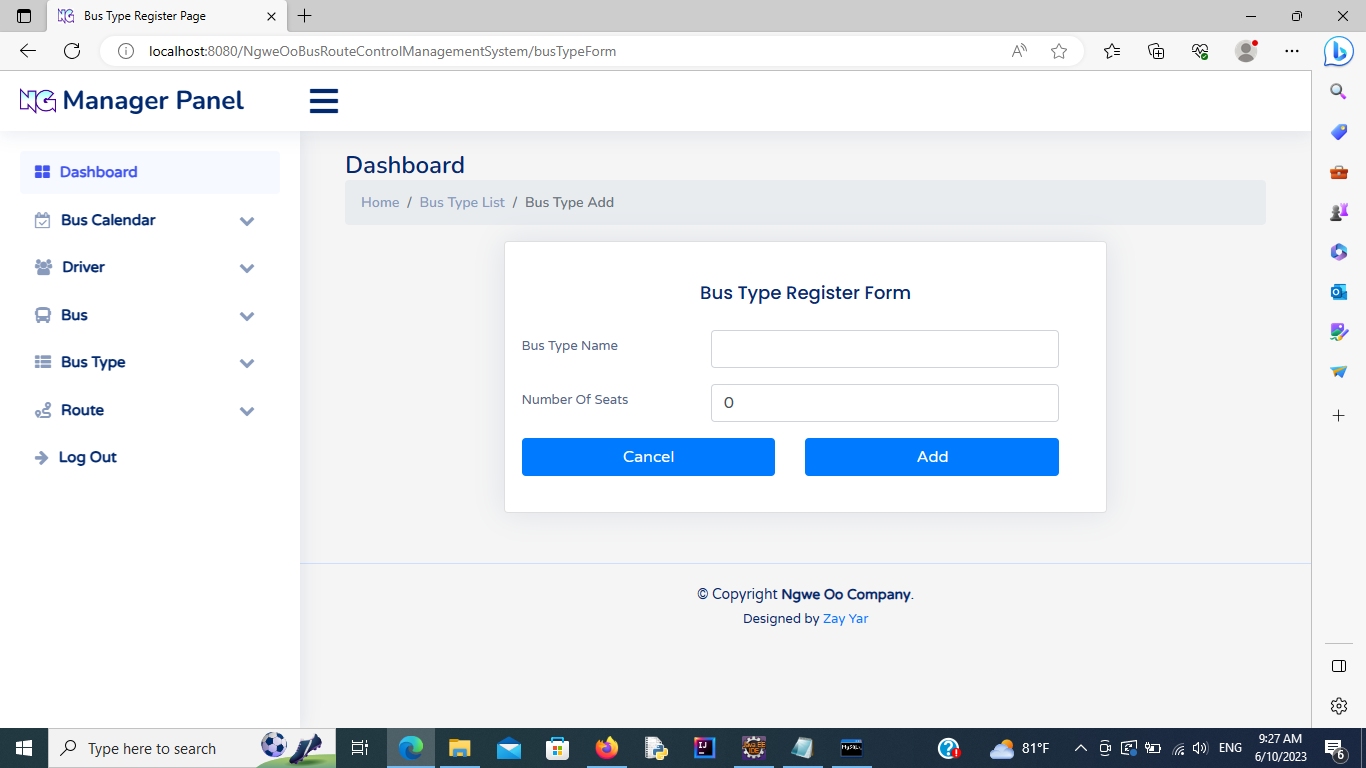 Bus Type Register Page
localhost:8080/NgweOoBusRouteControlManagementSystem/busTypeForm
NG Manager Panel
Dashboard
Bus Calendar
Driver
Bus
Bus Type
Route
Log Out
Dashboard
Home / Bus Type List / Bus Type Add
Bus Type Register Form
Bus Type Name
Number Of Seats
0
Cancel
Add
© Copyright Ngwe Oo Company.
Designed by Zay Yar
Type here to search
81°F
ENG
9:27 AM
6/10/2023
6